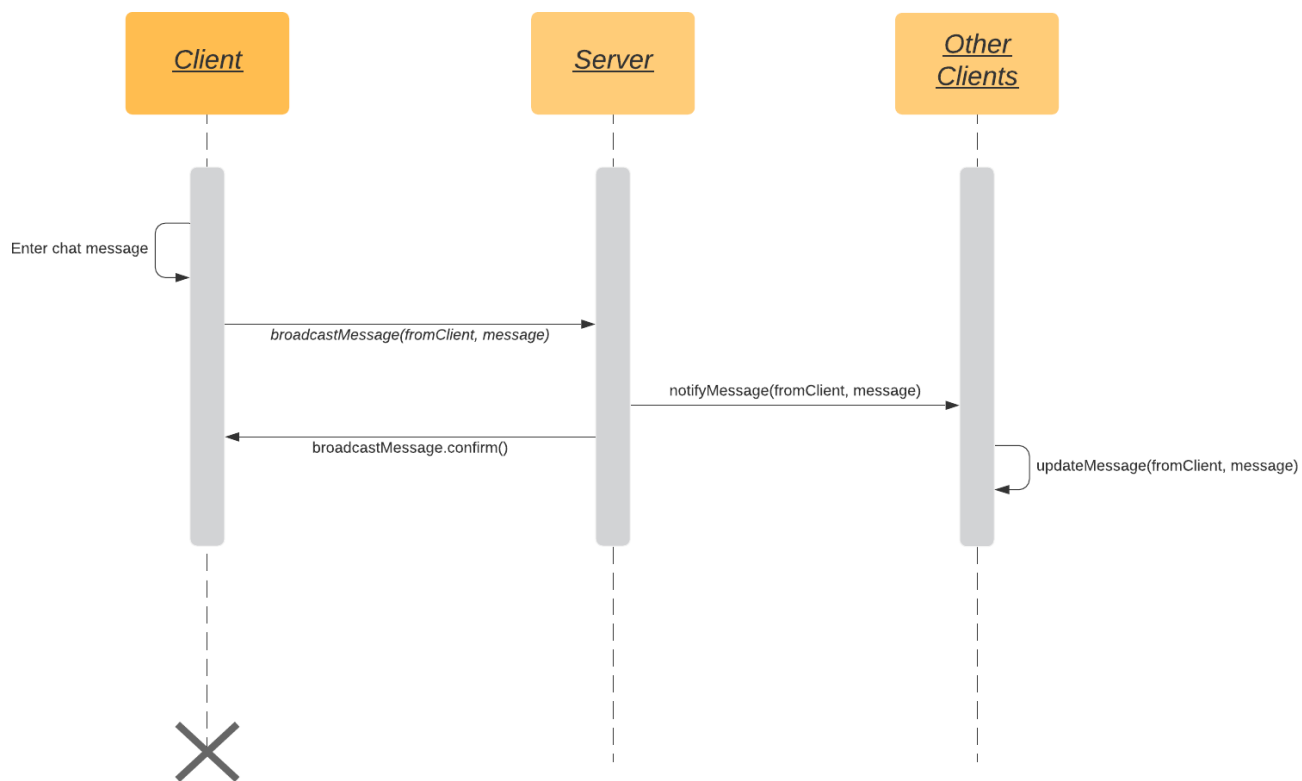 Client
Server
Other
Clients
Enter chat message
broadcastMessage(fromClient, message)
notifyMessage(fromClient, message)
broadcastMessage.confirm()
updateMessage(fromClient, message)